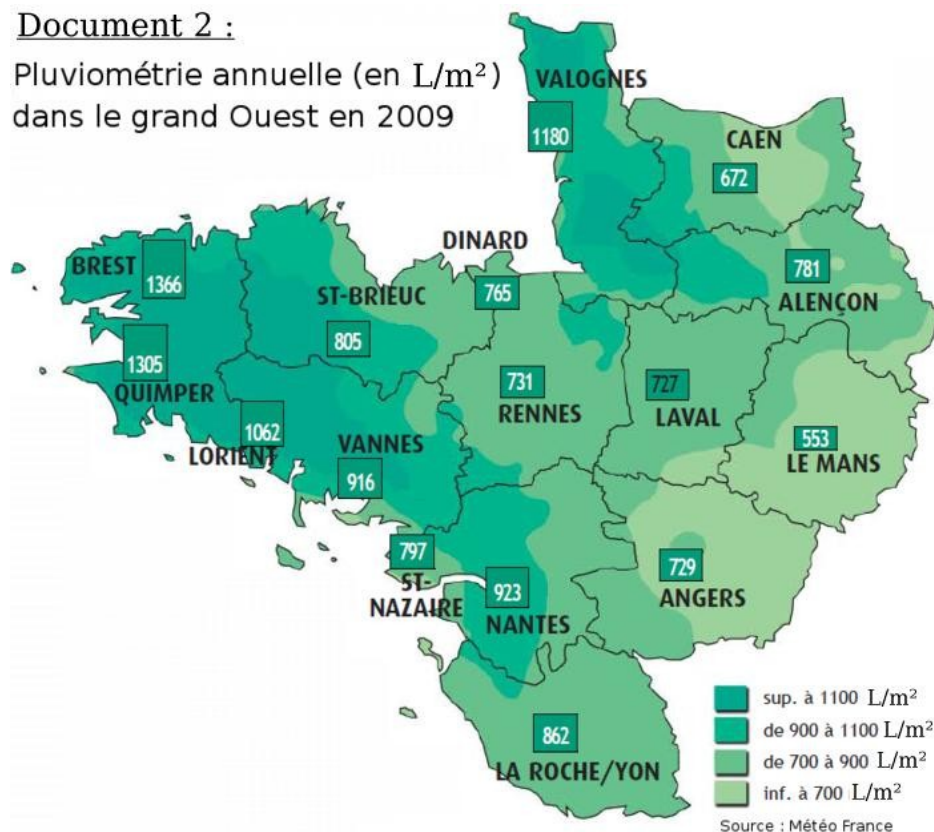 Document 2 :
Pluviométrie annuelle (en L/m²)
dans le grand Ouest en 2009
VALOGNES
1180
CAEN
672
DINARD
765
BREST
1366
ST-BRIEUC
805
781
ALENÇON
1305
QUIMPER
731
RENNES
727
LAVAL
1062
LORIENT
VANNES
916
553
LE MANS
797
ST-
NAZAIRE
923
NANTES
729
ANGERS
862
LA ROCHE/YON
sup. à 1100 L/m²
de 900 à 1100 L/m²
de 700 à 900 L/m²
inf. à 700 L/m²
Source : Météo France